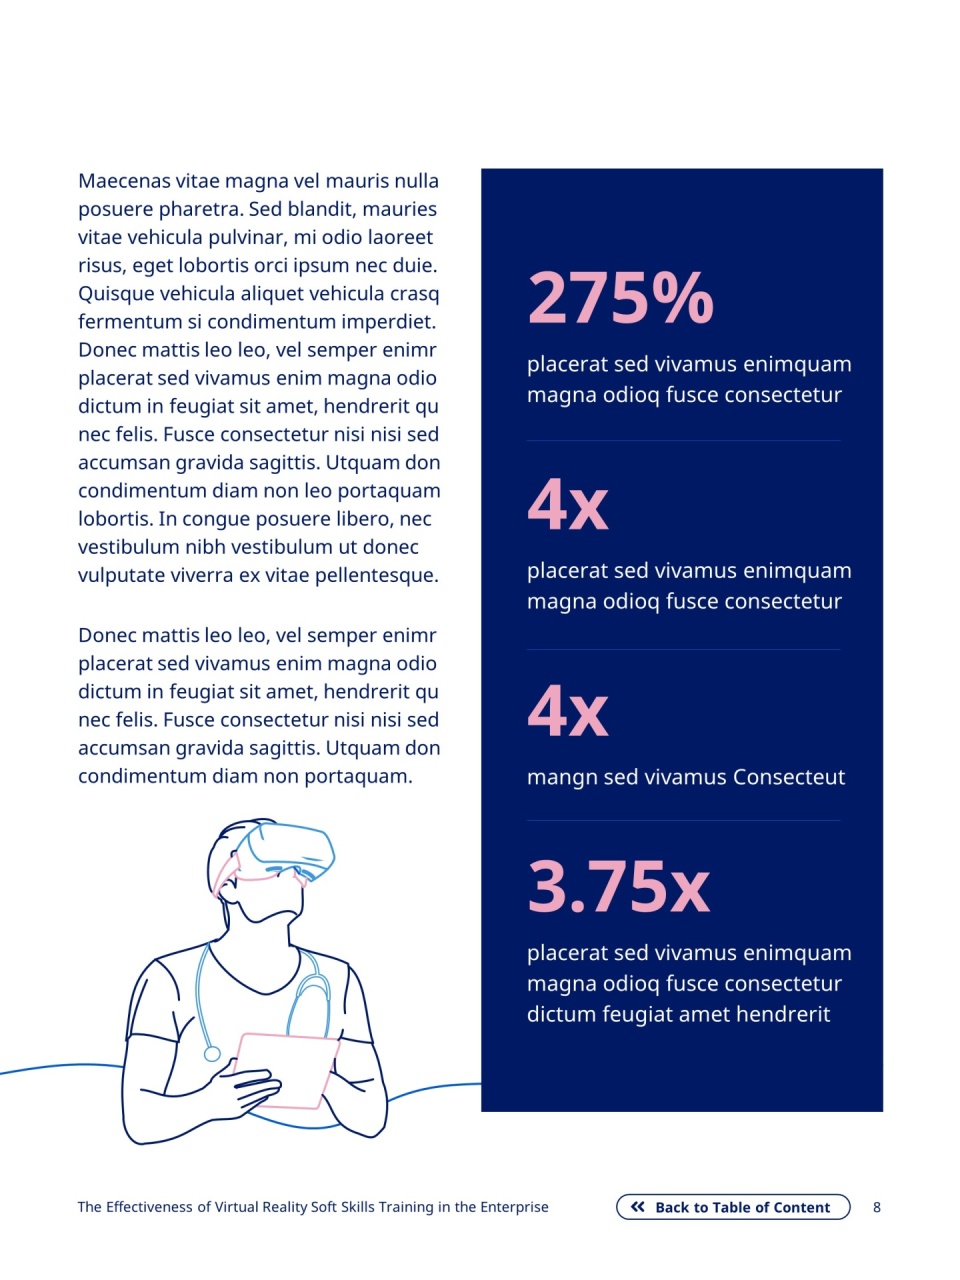 Maecenas vitae magna vel mauris nulla
posuere pharetra. Sed blandit, mauries
vitae vehicula pulvinar, mi odio laoreet
risus, eget lobortis orci ipsum nec duie.
Quisque vehicula aliquet vehicula crasq
fermentum si condimentum imperdiet.
Donec mattis leo leo, vel semper enimr
placerat sed vivamus enim magna odio
dictum in feugiat sit amet, hendrerit qu
nec felis. Fusce consectetur nisi nisi sed
accumsan gravida sagittis. Utquam don
condimentum diam non leo portaquam
lobortis. In congue posuere libero, nec
vestibulum nibh vestibulum ut donec
vulputate viverra ex vitae pellentesque.
Donec mattis leo leo, vel semper enimr
placerat sed vivamus enim magna odio
dictum in feugiat sit amet, hendrerit qu
nec felis. Fusce consectetur nisi nisi sed
accumsan gravida sagittis. Utquam don
condimentum diam non portaquam.
275%
placerat sed vivamus enimquam
magna odioq fusce consectetur
4x
placerat sed vivamus enimquam
magna odioq fusce consectetur
4x
mangn sed vivamus Consecteut
3.75x
placerat sed vivamus enimquam
magna odioq fusce consectetur
dictum feugiat amet hendrerit
The Effectiveness of Virtual Reality Soft Skills Training in the Enterprise
Back to Table of Content
8